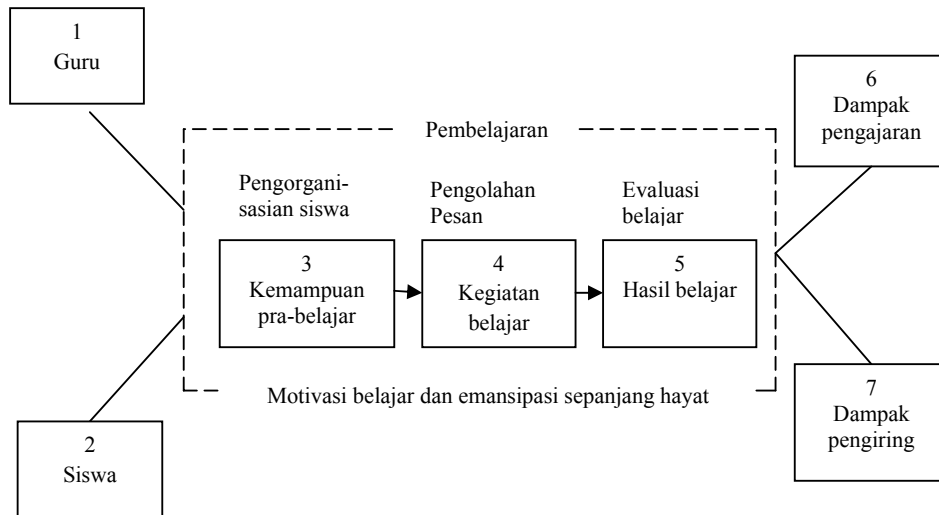 1
Guru
6
Dampak
pengajaran
Pembelajaran
Pengorgani-
sasian siswa
Pengolahan
Pesan
Evaluasi
belajar
3
Kemampuan
pra-belajar
4
Kegiatan
belajar
5
Hasil belajar
Motivasi belajar dan emansipasi sepanjang hayat
2
Siswa
7
Dampak
pengiring